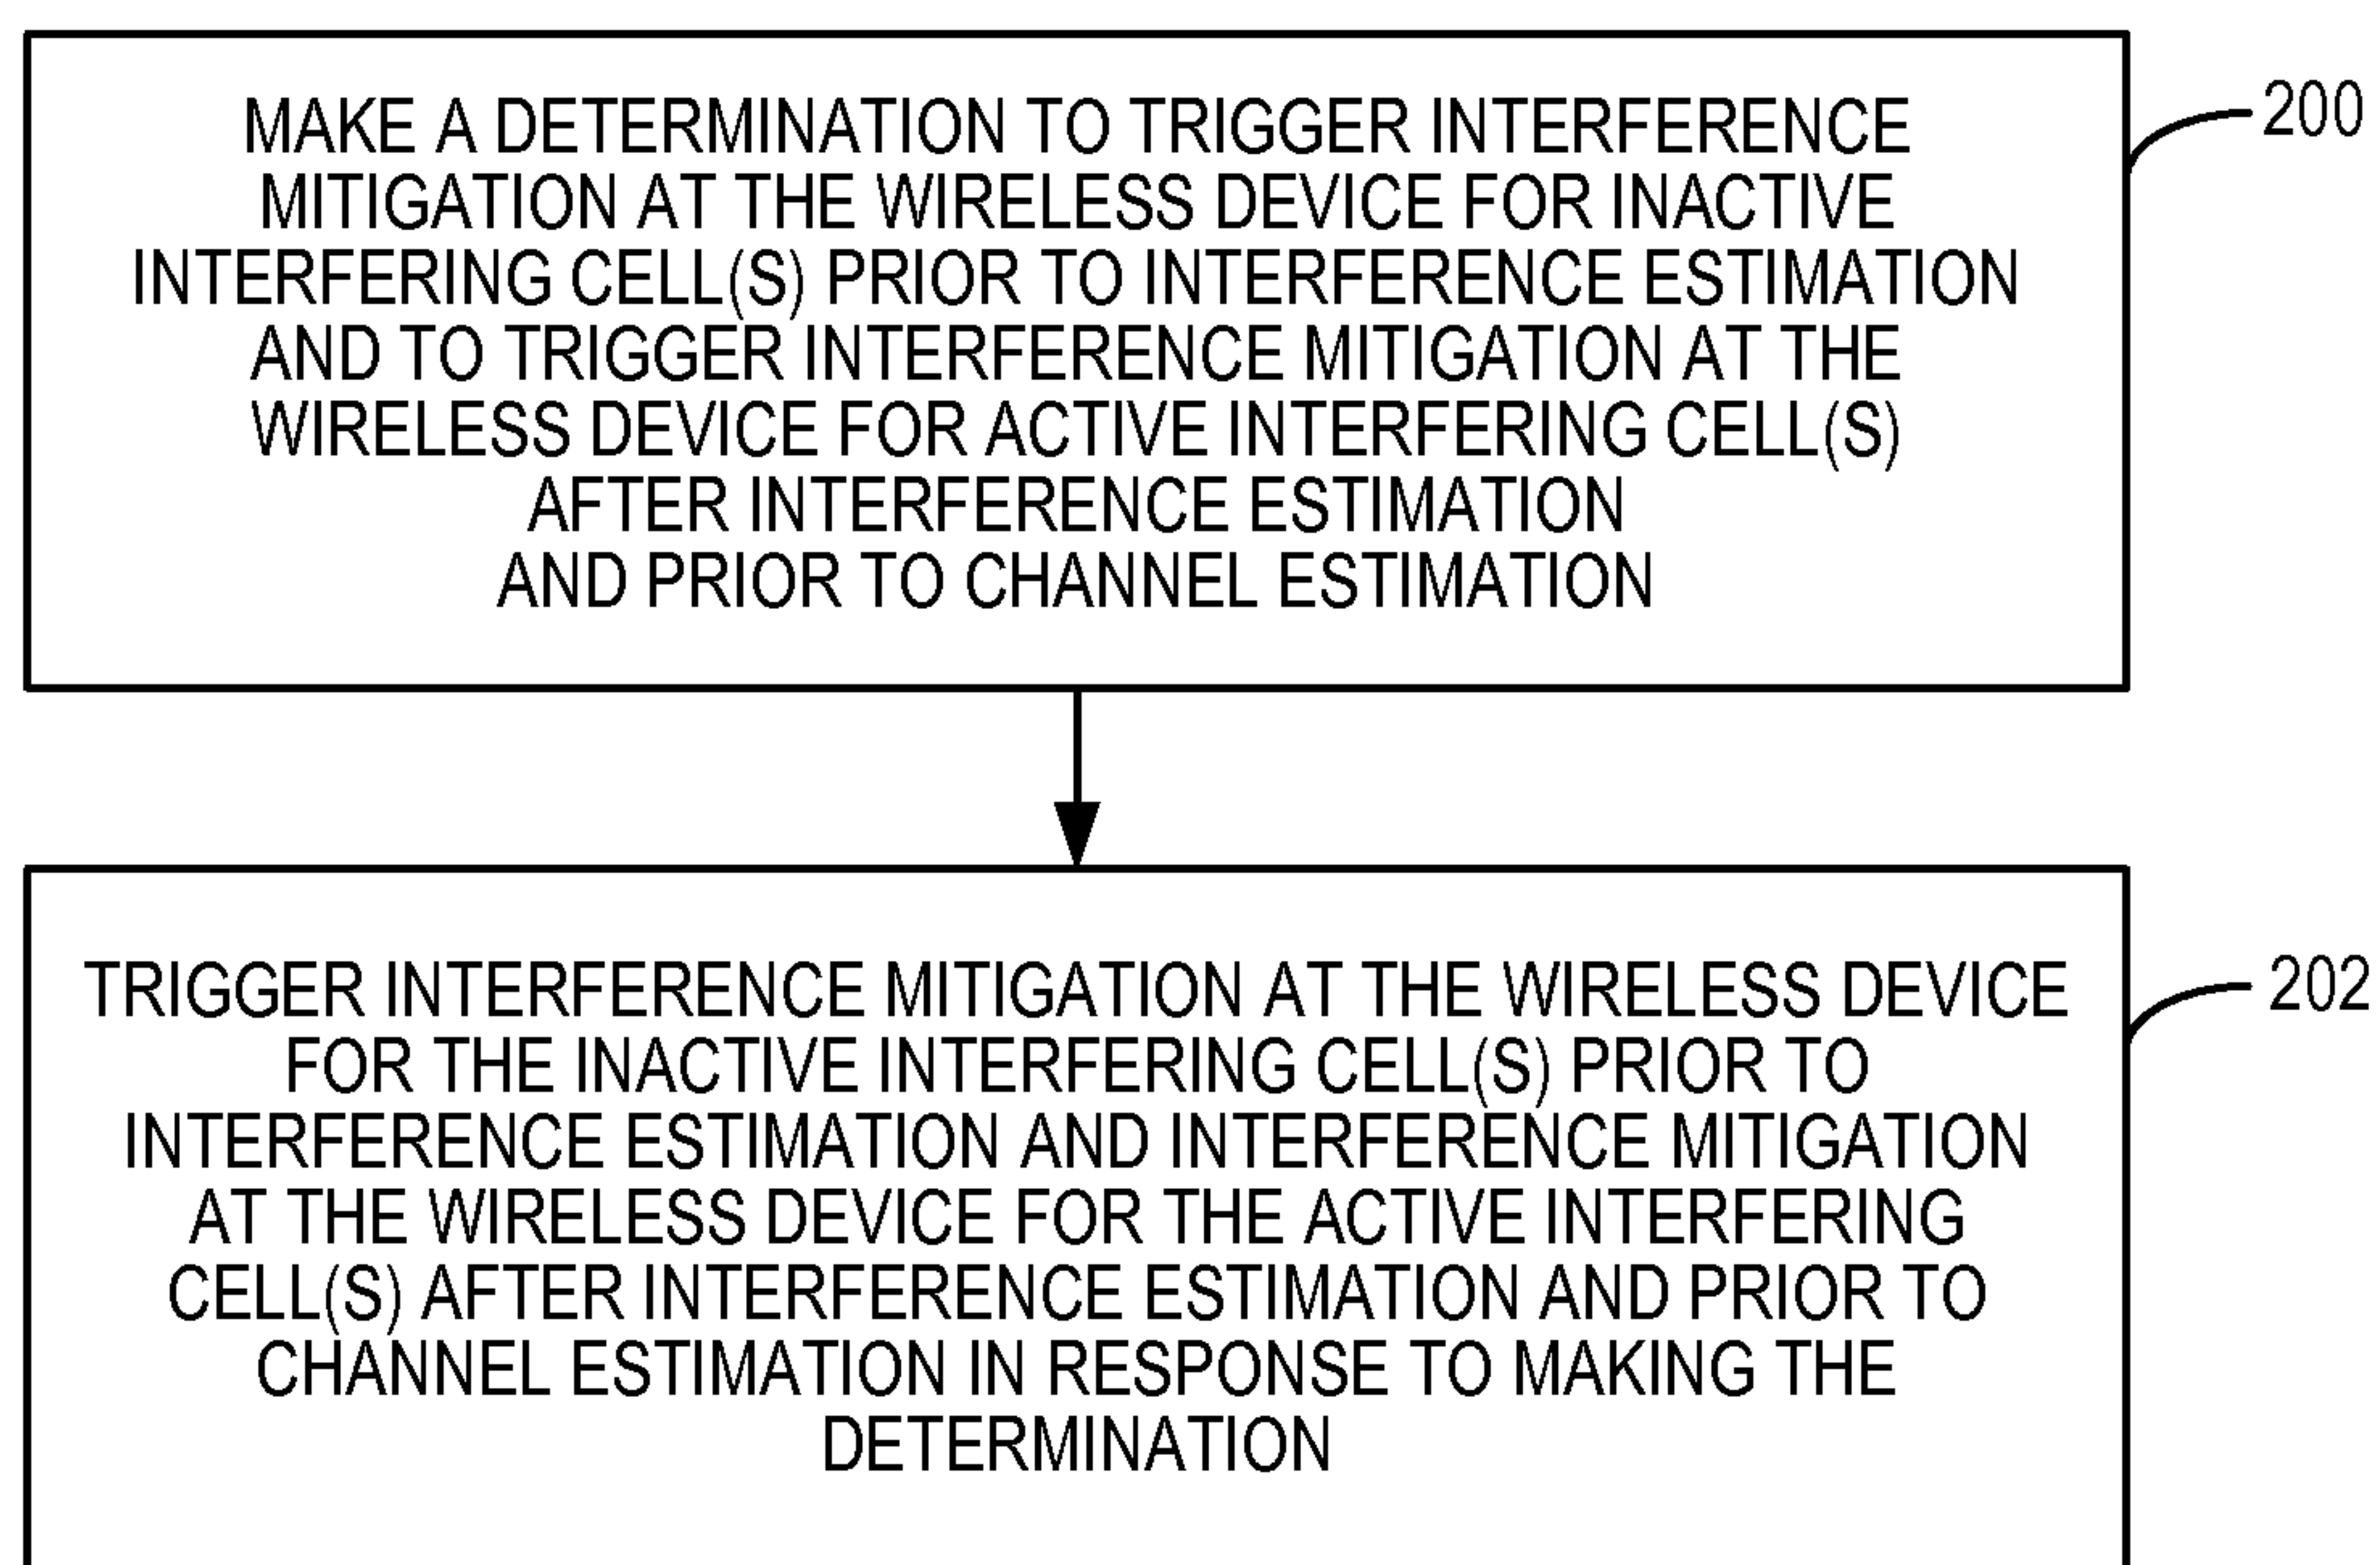 MAKE A DETERMINATION TO TRIGGER INTERFERENCE
MITIGATION AT THE WIRELESS DEVICE FOR INACTIVE
INTERFERING CELL(S) PRIOR TO INTERFERENCE ESTIMATION
AND TO TRIGGER INTERFERENCE MITIGATION AT THE
WIRELESS DEVICE FOR ACTIVE INTERFERING CELL(S)
AFTER INTERFERENCE ESTIMATION
AND PRIOR TO CHANNEL ESTIMATION
200
TRIGGER INTERFERENCE MITIGATION AT THE WIRELESS DEVICE
FOR THE INACTIVE INTERFERING CELL(S) PRIOR TO
INTERFERENCE ESTIMATION AND INTERFERENCE MITIGATION
AT THE WIRELESS DEVICE FOR THE ACTIVE INTERFERING
CELL(S) AFTER INTERFERENCE ESTIMATION AND PRIOR TO
CHANNEL ESTIMATION IN RESPONSE TO MAKING THE
DETERMINATION
202